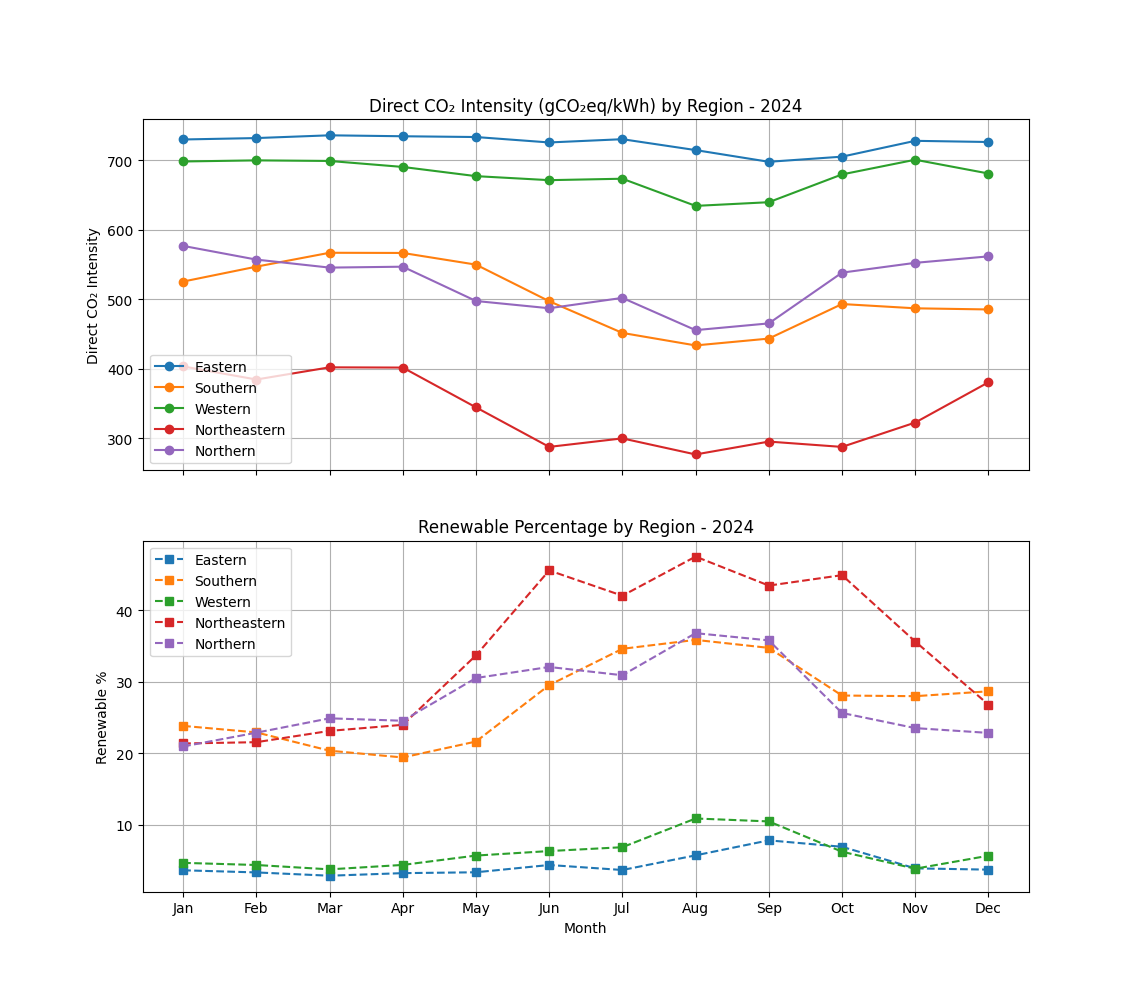 Direct CO₂ Intensity (gCO₂eq/kWh) by Region - 2024
Direct CO₂ Intensity
700
600
500
400
300
Eastern
Southern
Western
Northeastern
Northern
Renewable Percentage by Region - 2024
Renewable %
40
30
20
10
Eastern
Southern
Western
Northeastern
Northern
Jan Feb Mar Apr May Jun Jul Aug Sep Oct Nov Dec
Month